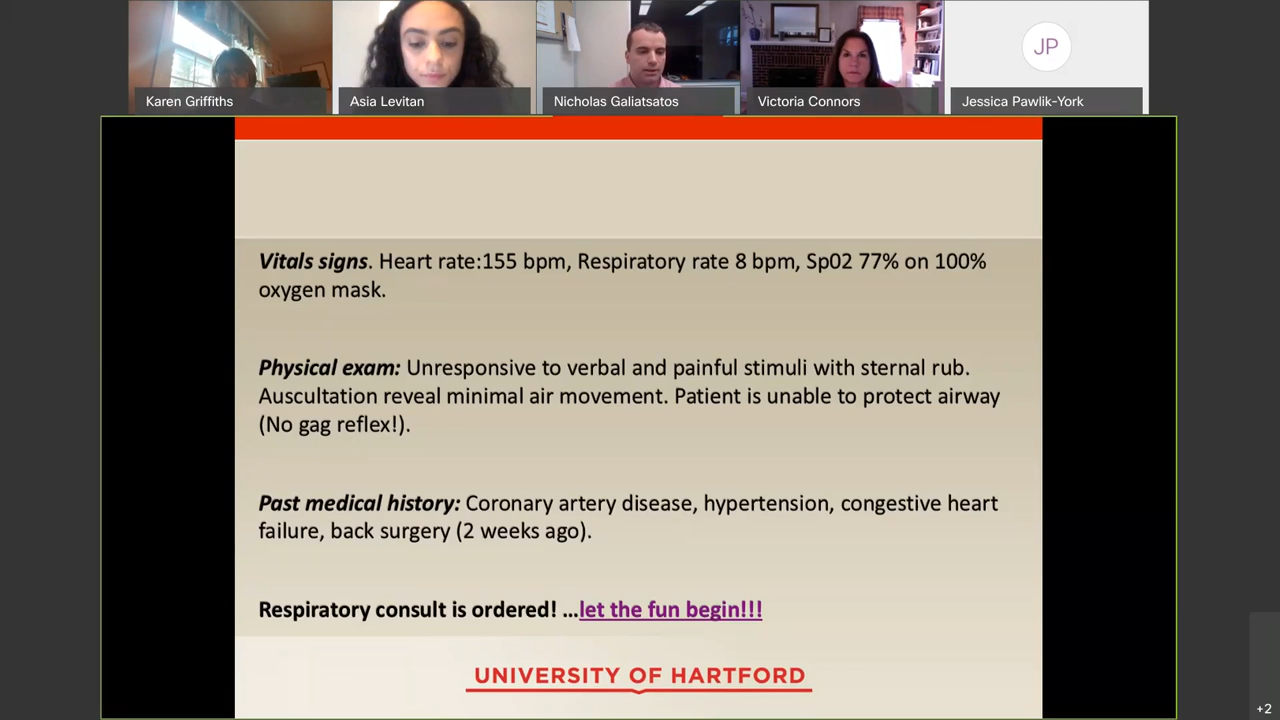 Karen Griffiths
Asia Levitan
Nicholas Galiatsatos
Victoria Connors
JP
Jessica Pawlik-York
Vitals signs. Heart rate:155 bpm, Respiratory rate 8 bpm, Sp02 77% on 100%
oxygen mask.
Physical exam: Unresponsive to verbal and painful stimuli with sternal rub.
Auscultation reveal minimal air movement. Patient is unable to protect airway
(No gag reflex!).
Past medical history: Coronary artery disease, hypertension, congestive heart
failure, back surgery (2 weeks ago).
Respiratory consult is ordered! …let the fun begin!!!
UNIVERSITY OF HARTFORD
+2